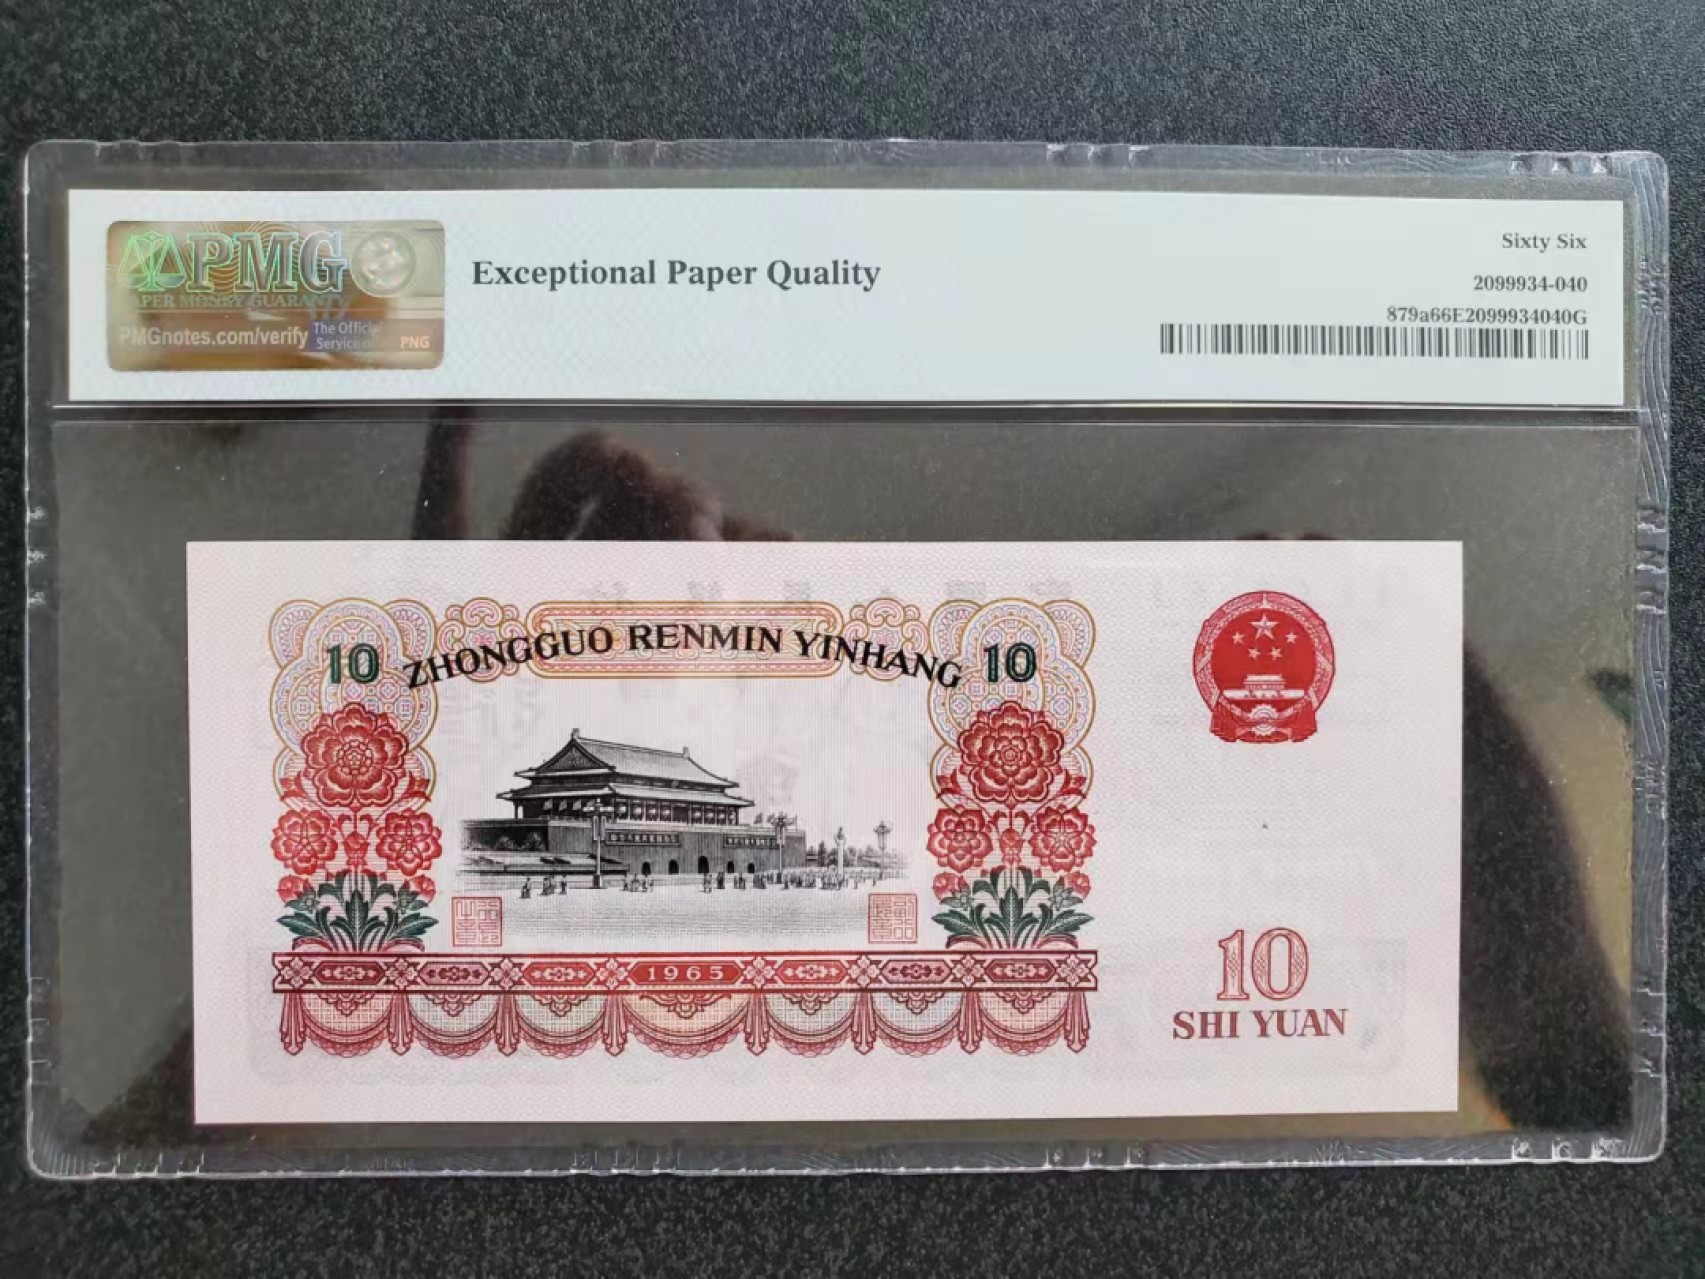 PMG
PAPER MONEY GUARANTY
PMGnotes.com/verify
The Official
Service
PNG
Exceptional Paper Quality
Sixty Six
2099934-040
879a66E2099934040G
10 ZHONGGUO RENMIN YINHANG 10
1965
10
SHI YUAN